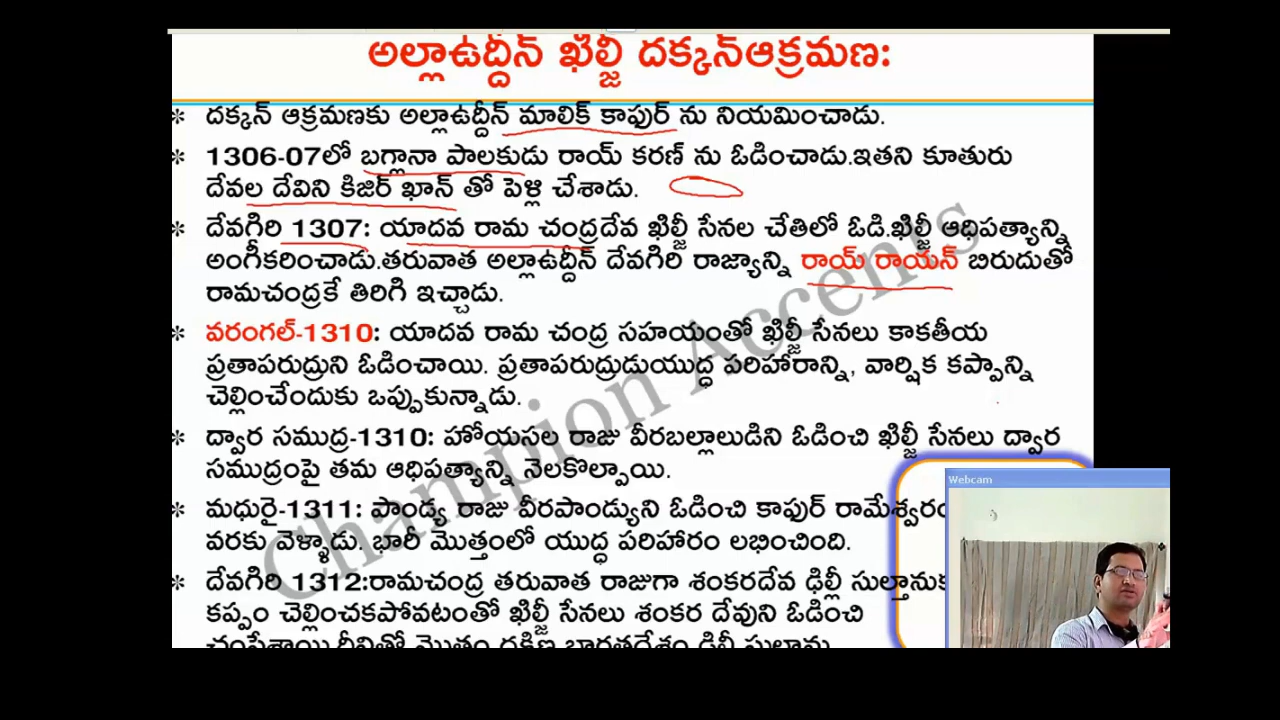 అల్లాఉద్దీన్ ఖిల్జీ దక్కన్ఆక్రమణ:
* దక్కన్ ఆక్రమణకు అల్లాఉద్దీన్ మాలిక్ కాఫుర్ ను నియమించాడు.
* 1306-07లో బగ్లానా పాలకుడు రాయ్ కరణ్ ను ఓడించాడు.ఇతని కూతురు
దేవల దేవిని కిజిర్ ఖాన్ తో పెళ్లి చేశాడు.
* దేవగిరి 1307: యాదవ రామ చంద్రదేవ ఖిల్జీ సేనల చేతిలో ఓడి.ఖిల్జీ ఆధిపత్యాన్ని
అంగీకరించాడు.తరువాత అల్లాఉద్దీన్ దేవగిరి రాజ్యాన్ని రాయ్ రాయన్ బిరుదుతో
రామచంద్రకే తిరిగి ఇచ్చాడు.
* వరంగల్-1310: యాదవ రామ చంద్ర సహయంతో ఖిల్జీ సేనలు కాకతీయ
ప్రతాపరుద్రుని ఓడించాయి. ప్రతాపరుద్రుడుయుద్ధ పరిహారాన్ని, వార్షిక కప్పాన్ని
చెల్లించేందుకు ఒప్పుకున్నాడు.
* ద్వార సముద్ర-1310: హోయసల రాజు వీరబల్లాలుడిని ఓడించి ఖిల్జీ సేనలు ద్వార
సముద్రంపై తమ ఆధిపత్యాన్ని నెలకొల్పాయి.
Webcam
* మధురై-1311: పాండ్య రాజు వీరపాండ్యుని ఓడించి కాఫుర్ రామేశ్వరం
వరకు వెళ్ళాడు. భారీ మొత్తంలో యుద్ధ పరిహారం లభించింది.
* దేవగిరి 1312:రామచంద్ర తరువాత రాజుగా శంకరదేవ ఢిల్లీ సుల్తానుక
కప్పం చెల్లించకపోవటంతో ఖిల్జీ సేనలు శంకర దేవుని ఓడించి
Champion Accents